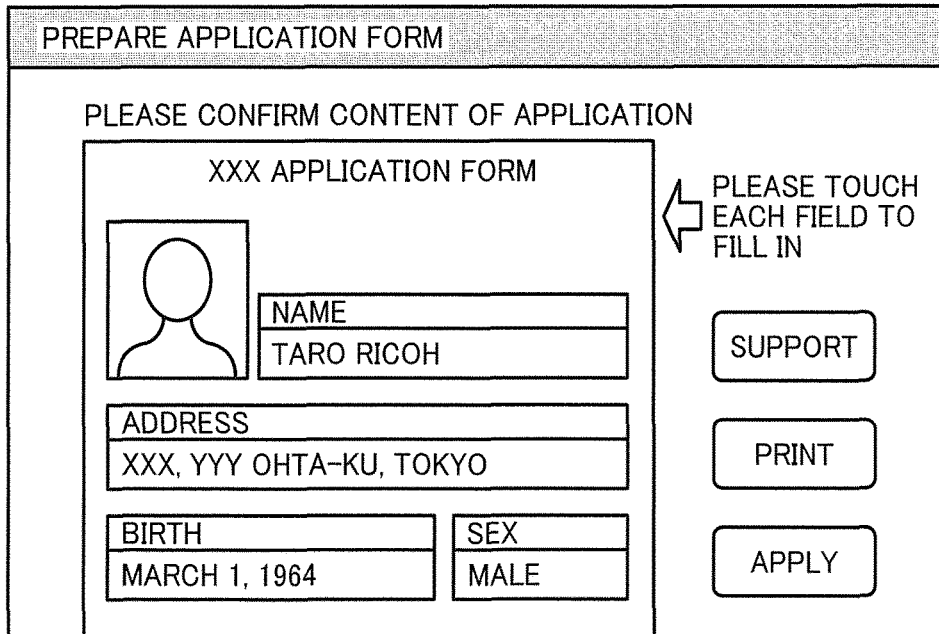 PREPARE APPLICATION FORM
PLEASE CONFIRM CONTENT OF APPLICATION
XXX APPLICATION FORM
PLEASE TOUCH
EACH FIELD TO
FILL IN
NAME
TARO RICOH
SUPPORT
ADDRESS
XXX, YYY OHTA-KU, TOKYO
PRINT
BIRTH
MARCH 1, 1964
SEX
MALE
APPLY